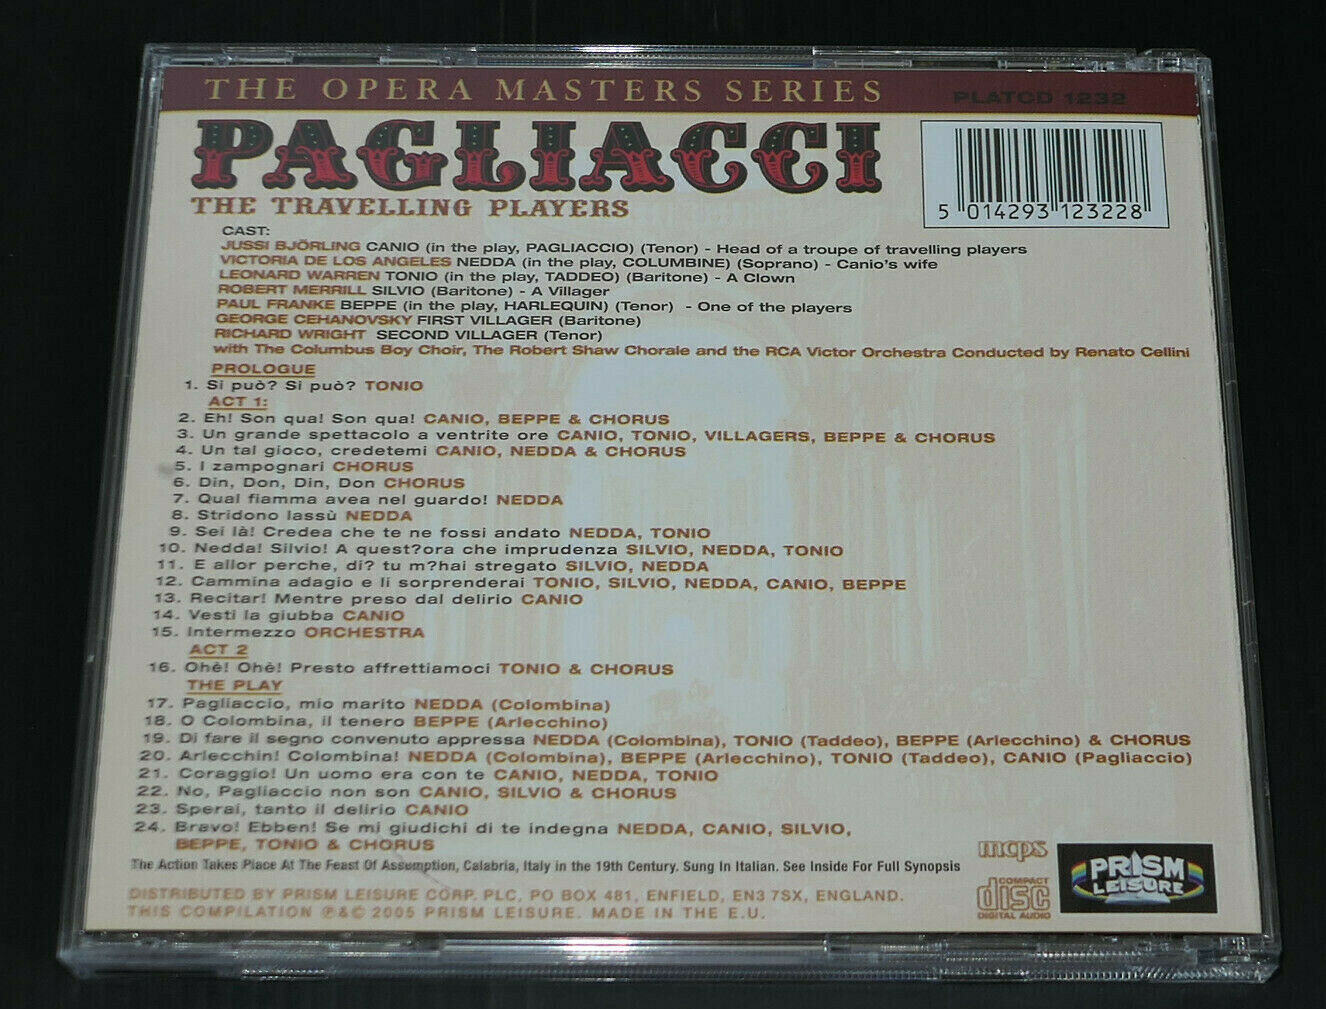 THE OPERA MASTERS SERIES
PLATCD 1232
PAGLIACCI
THE TRAVELLING PLAYERS
5 014293 123228
CAST:
JUSSI BJÖRLING CANIO (in the play, PAGLIACCIO) (Tenor) - Head of a troupe of travelling players
VICTORIA DE LOS ANGELES NEDDA (in the play, COLUMBINE) (Soprano) - Canio's wife
LEONARD WARREN TONIO (in the play, TADDEO) (Baritone) - A Clown
ROBERT MERRILL SILVIO (Baritone) - A Villager
PAUL FRANKE BEPPE (in the play, HARLEQUIN) (Tenor) - One of the players
GEORGE CEHANOVSKY FIRST VILLAGER (Baritone)
RICHARD WRIGHT SECOND VILLAGER (Tenor)
with The Columbus Boy Choir, The Robert Shaw Chorale and the RCA Victor Orchestra Conducted by Renato Cellini
PROLOGUE
1. Si può? Si può? TONIO
ACT 1:
2. Eh! Son qua! Son qua! CANIO, BEPPE & CHORUS
3. Un grande spettacolo a ventrite ore CANIO, TONIO, VILLAGERS, BEPPE & CHORUS
4. Un tal gioco, credetemi CANIO, NEDDA & CHORUS
5. I zampognari CHORUS
6. Din, Don, Din, Don CHORUS
7. Qual fiamma avea nel guardo! NEDDA
8. Stridono lassù NEDDA
9. Sei là! Credea che te ne fossi andato NEDDA, TONIO
10. Nedda! Silvio! A quest?ora che imprudenza SILVIO, NEDDA, TONIO
11. E allor perche, di? tu m?hai stregato SILVIO, NEDDA
12. Cammina adagio e li sorprenderai TONIO, SILVIO, NEDDA, CANIO, BEPPE
13. Recitar! Mentre preso dal delirio CANIO
14. Vesti la giubba CANIO
15. Intermezzo ORCHESTRA
ACT 2
16. Ohè! Ohè! Presto affrettiamoci TONIO & CHORUS
THE PLAY
17. Pagliaccio, mio marito NEDDA (Colombina)
18. O Colombina, il tenero BEPPE (Arlecchino)
19. Di fare il segno convenuto appressa NEDDA (Colombina), TONIO (Taddeo), BEPPE (Arlecchino) & CHORUS
20. Arlecchin! Colombina! NEDDA (Colombina), BEPPE (Arlecchino), TONIO (Taddeo), CANIO (Pagliaccio)
21. Coraggio! Un uomo era con te CANIO, NEDDA, TONIO
22. No, Pagliaccio non son CANIO, SILVIO & CHORUS
23. Sperai, tanto il delirio CANIO
24. Bravo! Ebben! Se mi giudichi di te indegna NEDDA, CANIO, SILVIO,
BEPPE, TONIO & CHORUS
The Action Takes Place At The Feast Of Assumption, Calabria, Italy in the 19th Century. Sung In Italian. See Inside For Full Synopsis
DISTRIBUTED BY PRISM LEISURE CORP. PLC, PO BOX 481, ENFIELD, EN3 7SX, ENGLAND.
THIS COMPILATION ℗&© 2005 PRISM LEISURE. MADE IN THE E.U.
mcps
COMPACT
disc
DIGITAL AUDIO
PRISM
LEISURE